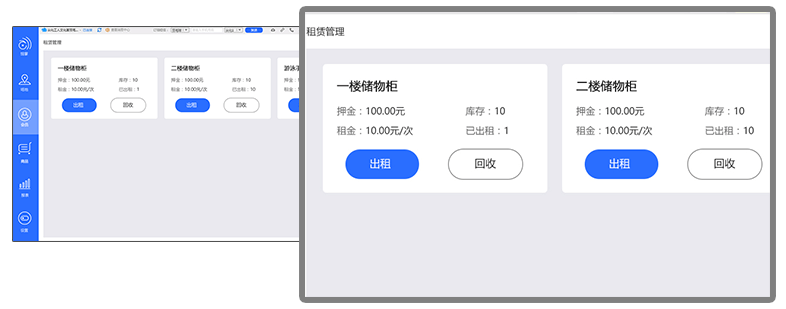 租赁管理
一楼储物柜
押金：100.00元
库存：10
租金：10.00元/次
已出租：1
出租
回收
二楼储物柜
押金：100.00元
库存：10
租金：10.00元/次
已出租：10
出租
回收
租赁管理
一楼储物柜
押金：100.00元
库存：10
租金：10.00元/次
已出租：1
出租
回收
二楼储物柜
押金：100.00元
库存：10
租金：10.00元/次
已出租：10
出租
回收